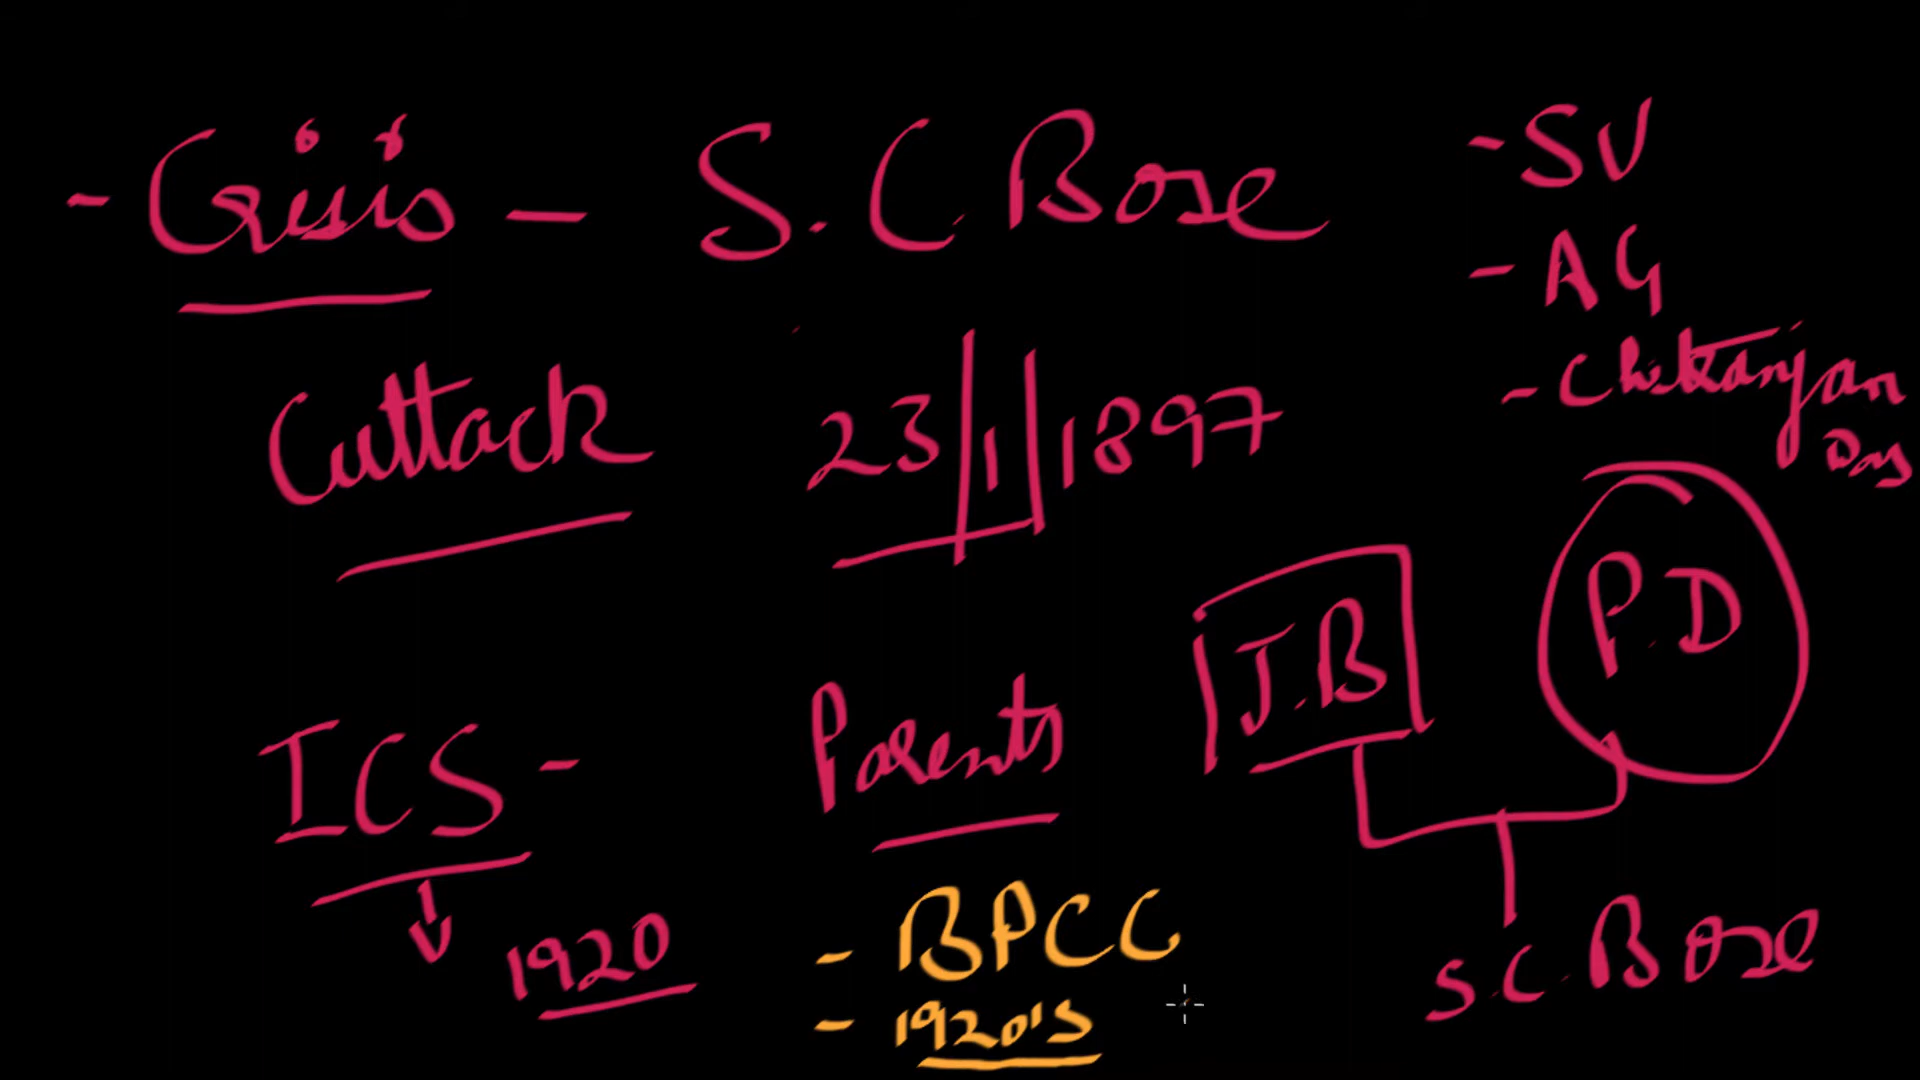 - Crisis - S. C. Bose
Cuttack 23/1/1897
- SV
- AG
- Chittaranjan
Das
ICS -
1920
Parents
J.B
P.D
S.C. Bose
- BPCC
- 1920's